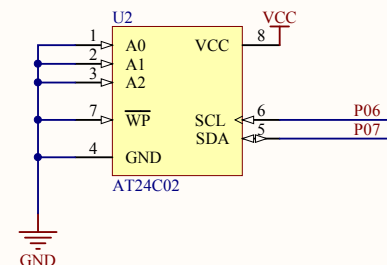 U2
VCC
1 A0 VCC 8
2 A1
3 A2
7 WP SCL 6 P06
SDA 5 P07
4 GND
AT24C02
GND